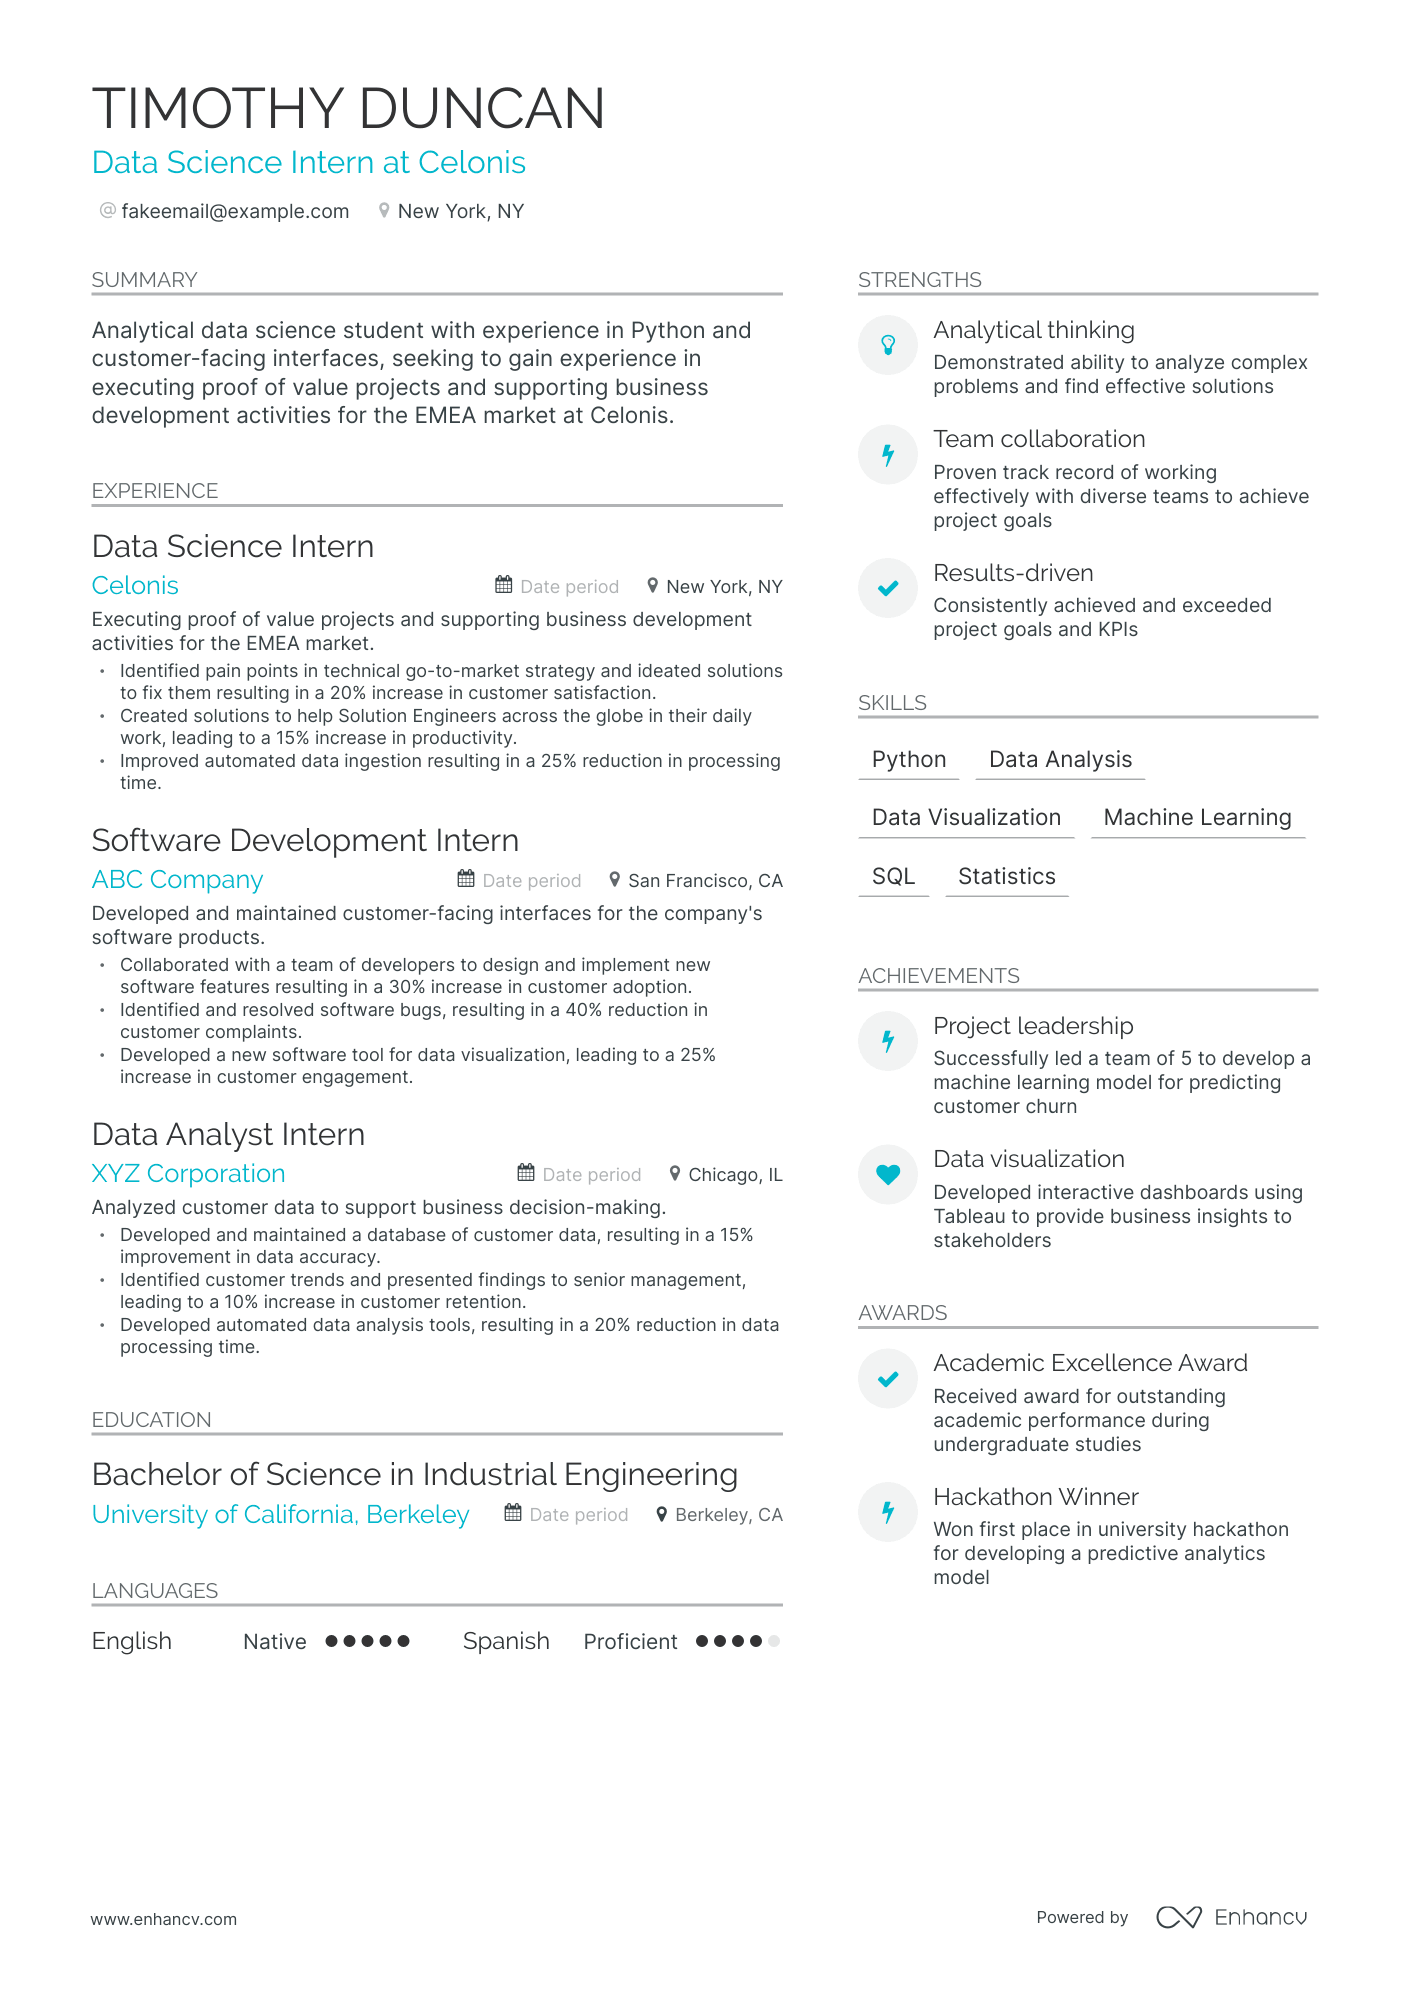 TIMOTHY DUNCAN
Data Science Intern at Celonis
@ fakeemail@example.com New York, NY
SUMMARY
Analytical data science student with experience in Python and
customer-facing interfaces, seeking to gain experience in
executing proof of value projects and supporting business
development activities for the EMEA market at Celonis.
EXPERIENCE
Data Science Intern
Celonis Date period New York, NY
Executing proof of value projects and supporting business development
activities for the EMEA market.
• Identified pain points in technical go-to-market strategy and ideated solutions
to fix them resulting in a 20% increase in customer satisfaction.
• Created solutions to help Solution Engineers across the globe in their daily
work, leading to a 15% increase in productivity.
• Improved automated data ingestion resulting in a 25% reduction in processing
time.
Software Development Intern
ABC Company Date period San Francisco, CA
Developed and maintained customer-facing interfaces for the company's
software products.
• Collaborated with a team of developers to design and implement new
software features resulting in a 30% increase in customer adoption.
• Identified and resolved software bugs, resulting in a 40% reduction in
customer complaints.
• Developed a new software tool for data visualization, leading to a 25%
increase in customer engagement.
Data Analyst Intern
XYZ Corporation Date period Chicago, IL
Analyzed customer data to support business decision-making.
• Developed and maintained a database of customer data, resulting in a 15%
improvement in data accuracy.
• Identified customer trends and presented findings to senior management,
leading to a 10% increase in customer retention.
• Developed automated data analysis tools, resulting in a 20% reduction in data
processing time.
EDUCATION
Bachelor of Science in Industrial Engineering
University of California, Berkeley Date period Berkeley, CA
LANGUAGES
English Native Spanish Proficient
STRENGTHS
Analytical thinking
Demonstrated ability to analyze complex
problems and find effective solutions
Team collaboration
Proven track record of working
effectively with diverse teams to achieve
project goals
Results-driven
Consistently achieved and exceeded
project goals and KPIs
SKILLS
Python Data Analysis
Data Visualization Machine Learning
SQL Statistics
ACHIEVEMENTS
Project leadership
Successfully led a team of 5 to develop a
machine learning model for predicting
customer churn
Data visualization
Developed interactive dashboards using
Tableau to provide business insights to
stakeholders
AWARDS
Academic Excellence Award
Received award for outstanding
academic performance during
undergraduate studies
Hackathon Winner
Won first place in university hackathon
for developing a predictive analytics
model
www.enhancv.com
Powered by Enhancv